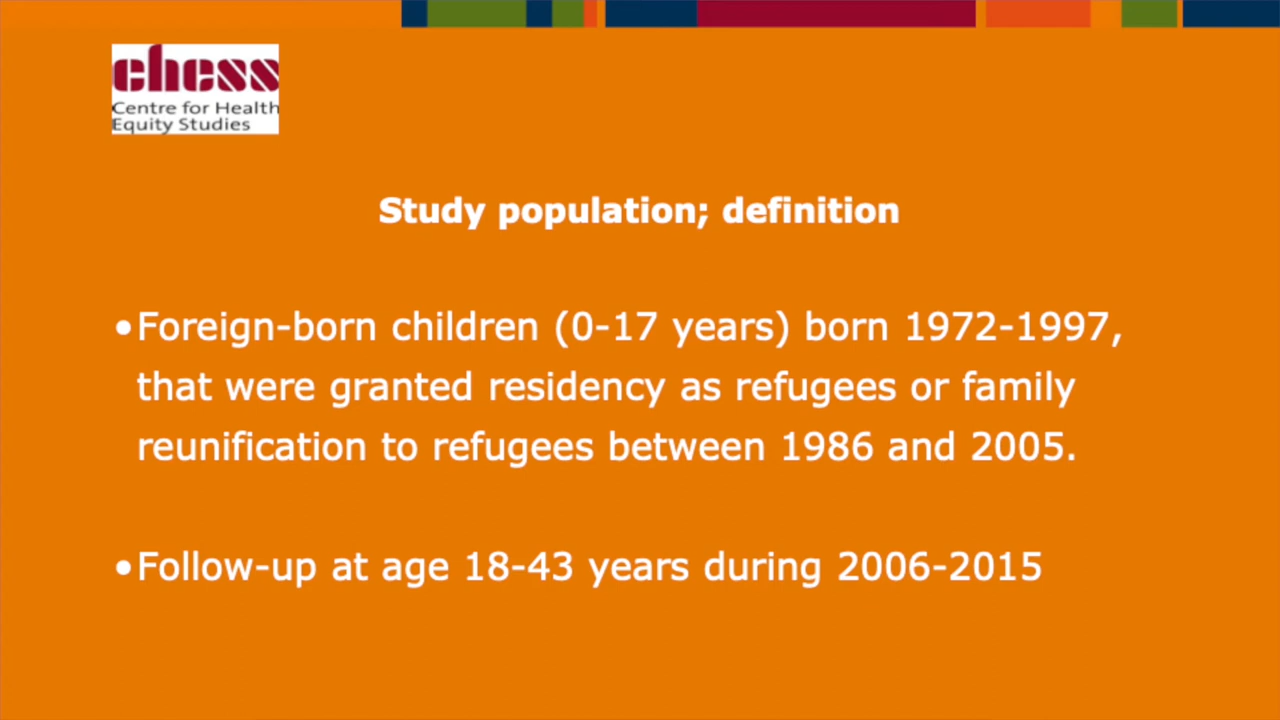 chess
Centre for Health
Equity Studies
Study population; definition
•Foreign-born children (0-17 years) born 1972-1997,
that were granted residency as refugees or family
reunification to refugees between 1986 and 2005.
•Follow-up at age 18-43 years during 2006-2015